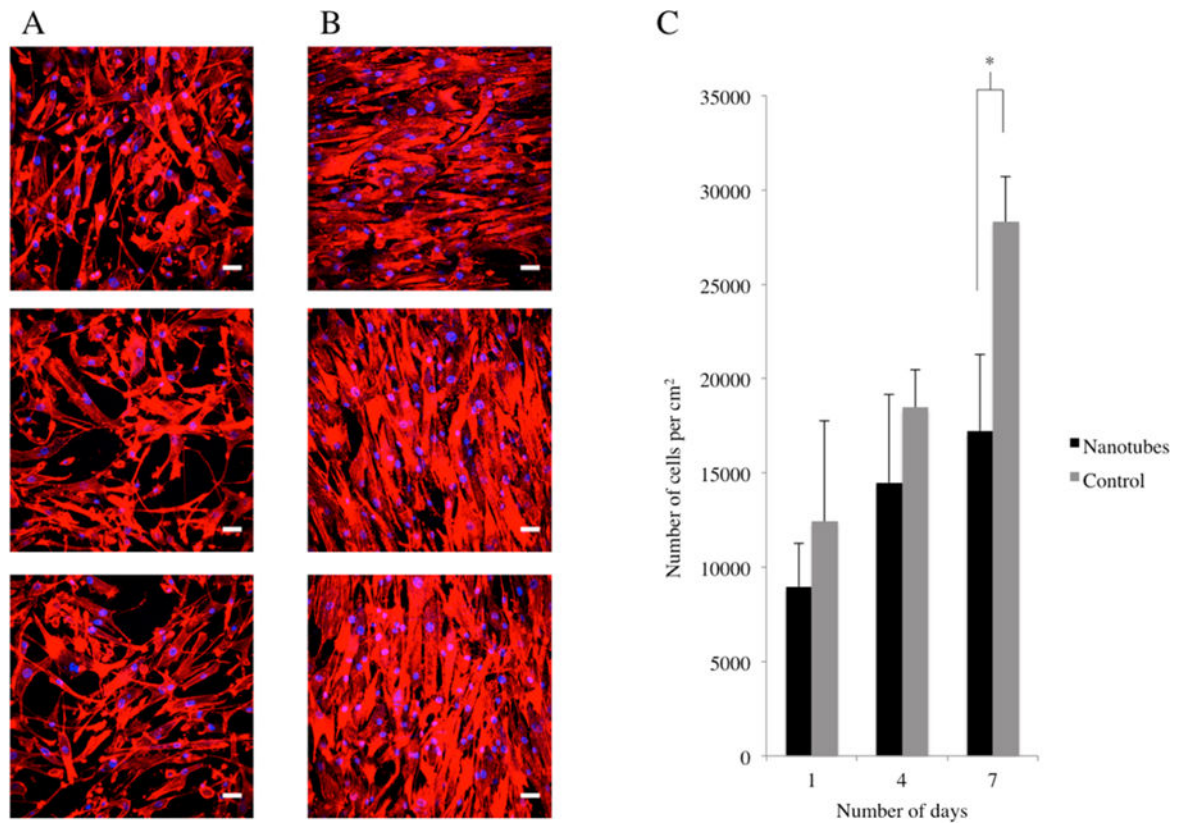 A
B
C
*
35000
30000
25000
20000
15000
10000
5000
0
Number of cells per cm²
1 4 7
Number of days
Nanotubes
Control